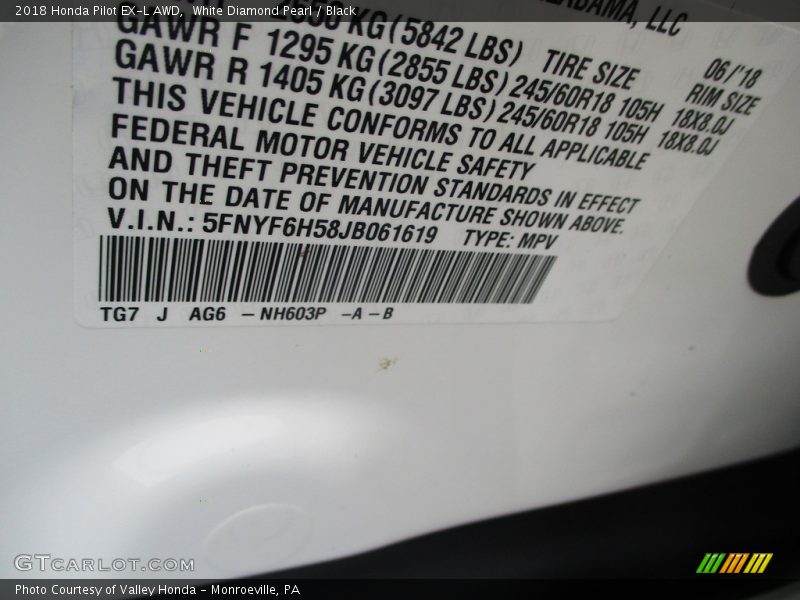 2018 Honda Pilot EX-L AWD, White Diamond Pearl / Black
ALABAMA, LLC
KG (5842 LBS)
06/'18
GAWR F 1295 KG (2855 LBS) 245/60R18 105H 18X8.0J
TIRE SIZE RIM SIZE
GAWR R 1405 KG (3097 LBS) 245/60R18 105H 18X8.0J
THIS VEHICLE CONFORMS TO ALL APPLICABLE
FEDERAL MOTOR VEHICLE SAFETY
AND THEFT PREVENTION STANDARDS IN EFFECT
ON THE DATE OF MANUFACTURE SHOWN ABOVE.
V.I.N.: 5FNYF6H58JB061619 TYPE: MPV
TG7 J AG6 – NH603P – A – B
GTCARLOT.COM
Photo Courtesy of Valley Honda - Monroeville, PA